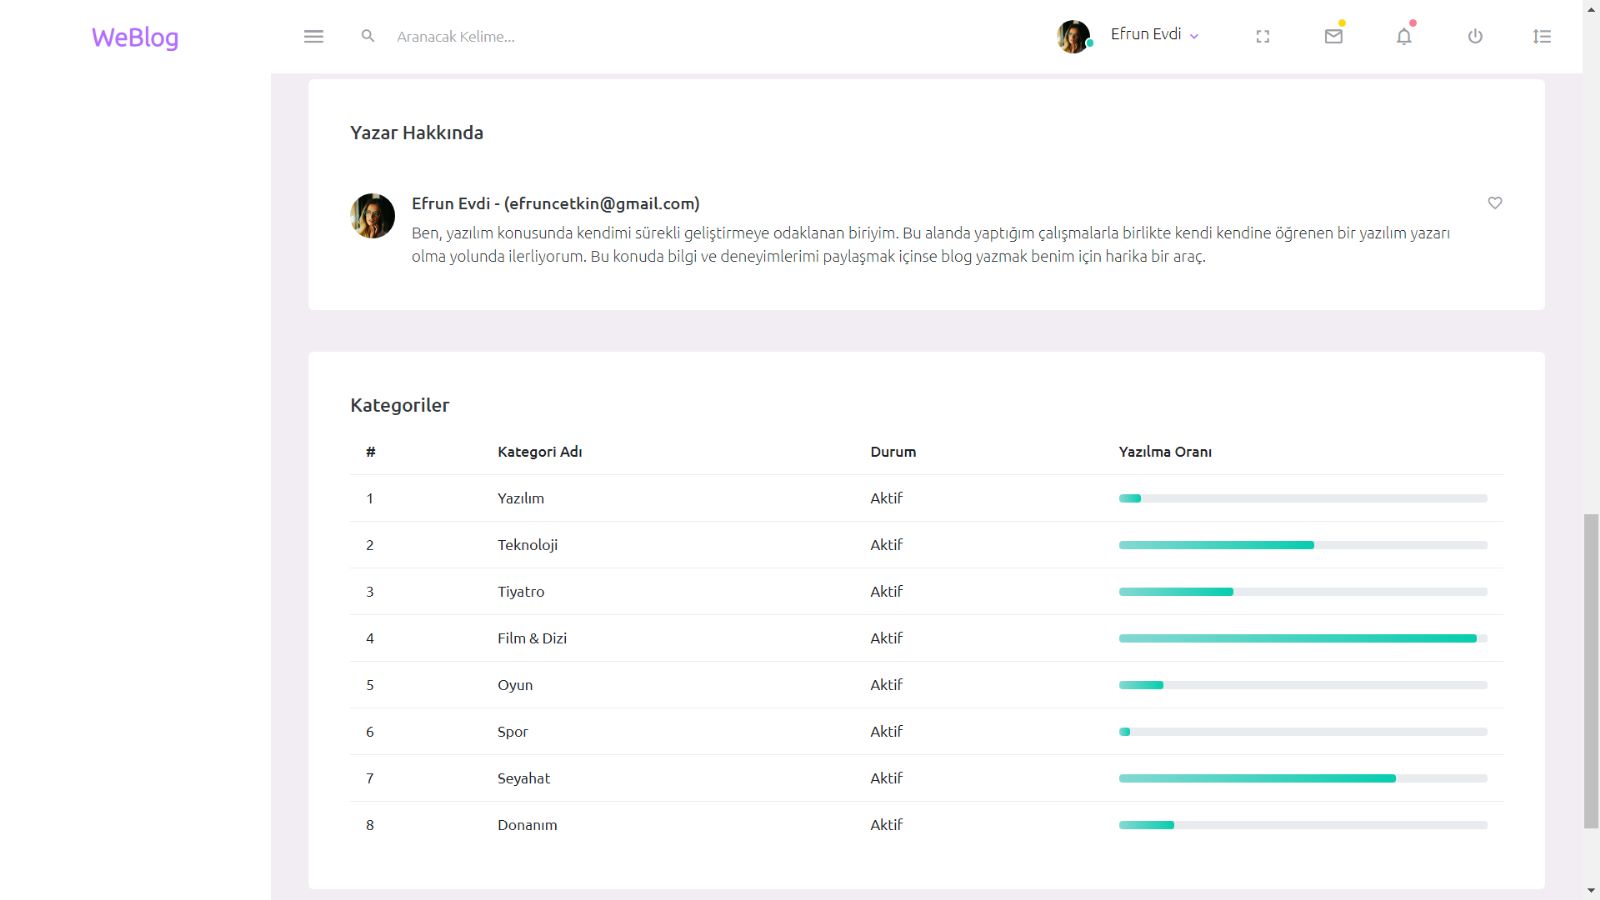 WeBlog
Aranacak Kelime...
Efrun Evdi
Yazar Hakkında
Efrun Evdi - (efruncetkin@gmail.com)
Ben, yazılım konusunda kendimi sürekli geliştirmeye odaklanan biriyim. Bu alanda yaptığım çalışmalarla birlikte kendi kendine öğrenen bir yazılım yazarı
olma yolunda ilerliyorum. Bu konuda bilgi ve deneyimlerimi paylaşmak içinse blog yazmak benim için harika bir araç.
Kategoriler
# Kategori Adı Durum Yazılma Oranı
1 Yazılım Aktif
2 Teknoloji Aktif
3 Tiyatro Aktif
4 Film & Dizi Aktif
5 Oyun Aktif
6 Spor Aktif
7 Seyahat Aktif
8 Donanım Aktif